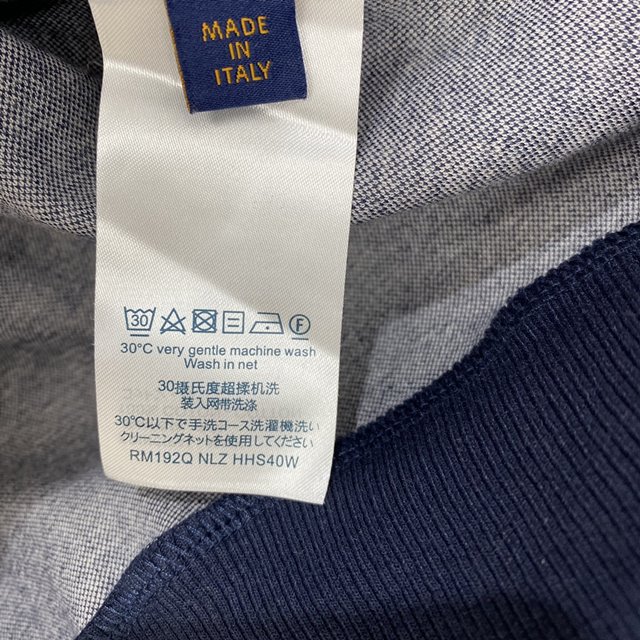 MADE
IN
ITALY
30
F
30°C very gentle machine wash
Wash in net
30摄氏度超揉机洗
装入网带洗涤
30℃以下で手洗コース洗濯機洗い
クリーニングネットを使用してください
RM192Q NLZ HHS40W